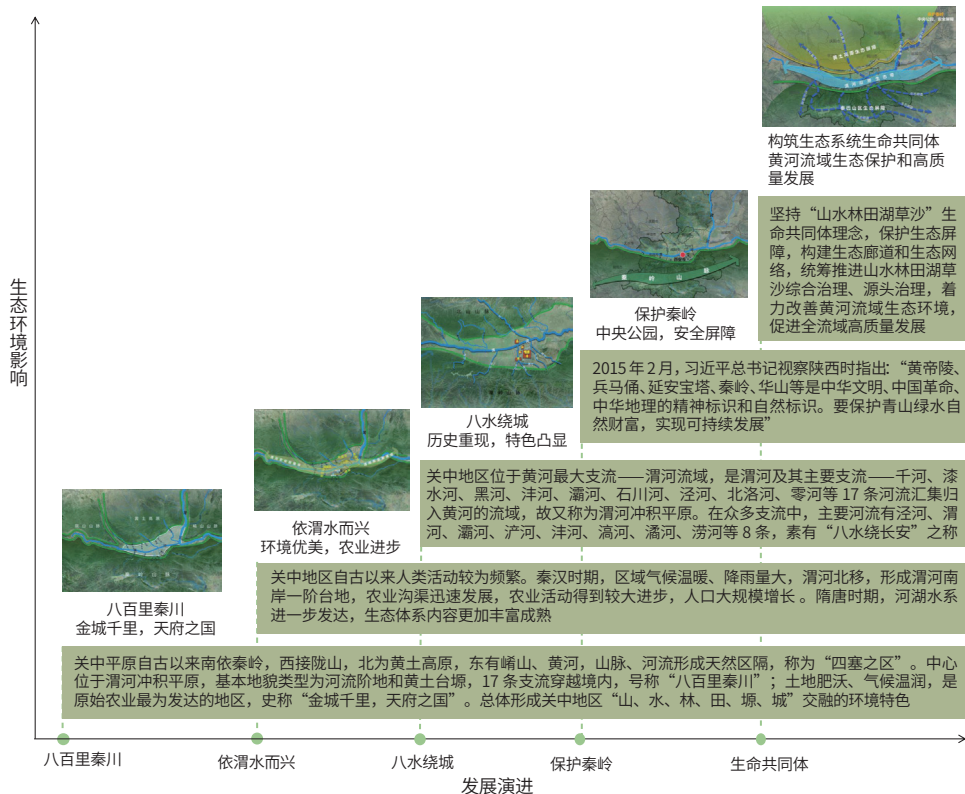 构筑生态系统生命共同体
黄河流域生态保护和高质
量发展
坚持“山水林田湖草沙”生
命共同体理念，保护生态屏
障，构建生态廊道和生态网
络，统筹推进山水林田湖草
沙综合治理、源头治理，着
力改善黄河流域生态环境，
促进全流域高质量发展
保护秦岭
中央公园，安全屏障
2015年2月，习近平总书记视察陕西时指出：“黄帝陵、
兵马俑、延安宝塔、秦岭、华山等是中华文明、中国革命、
中华地理的精神标识和自然标识。要保护青山绿水自
然财富，实现可持续发展”
八水绕城
历史重现，特色凸显
关中地区位于黄河最大支流——渭河流域，是渭河及其主要支流——千河、漆
水河、黑河、沣河、灞河、石川河、泾河、北洛河、零河等17条河流汇集归
入黄河的流域，故又称为渭河冲积平原。在众多支流中，主要河流有泾河、渭
河、灞河、浐河、沣河、滈河、潏河、涝河等8条，素有“八水绕长安”之称
依渭水而兴
环境优美，农业进步
关中地区自古以来人类活动较为频繁。秦汉时期，区域气候温暖、降雨量大，渭河北移，形成渭河南
岸一阶台地，农业沟渠迅速发展，农业活动得到较大进步，人口大规模增长。隋唐时期，河湖水系
进一步发达，生态体系内容更加丰富成熟
八百里秦川
金城千里，天府之国
关中平原自古以来南依秦岭，西接陇山，北为黄土高原，东有崤山、黄河，山脉、河流形成天然区隔，称为“四塞之区”。中心
位于渭河冲积平原，基本地貌类型为河流阶地和黄土台塬，17条支流穿越境内，号称“八百里秦川”；土地肥沃、气候温润，是
原始农业最为发达的地区，史称“金城千里，天府之国”。总体形成关中地区“山、水、林、田、塬、城”交融的环境特色
生态环境影响
八百里秦川
依渭水而兴
八水绕城
保护秦岭
生命共同体
发展演进